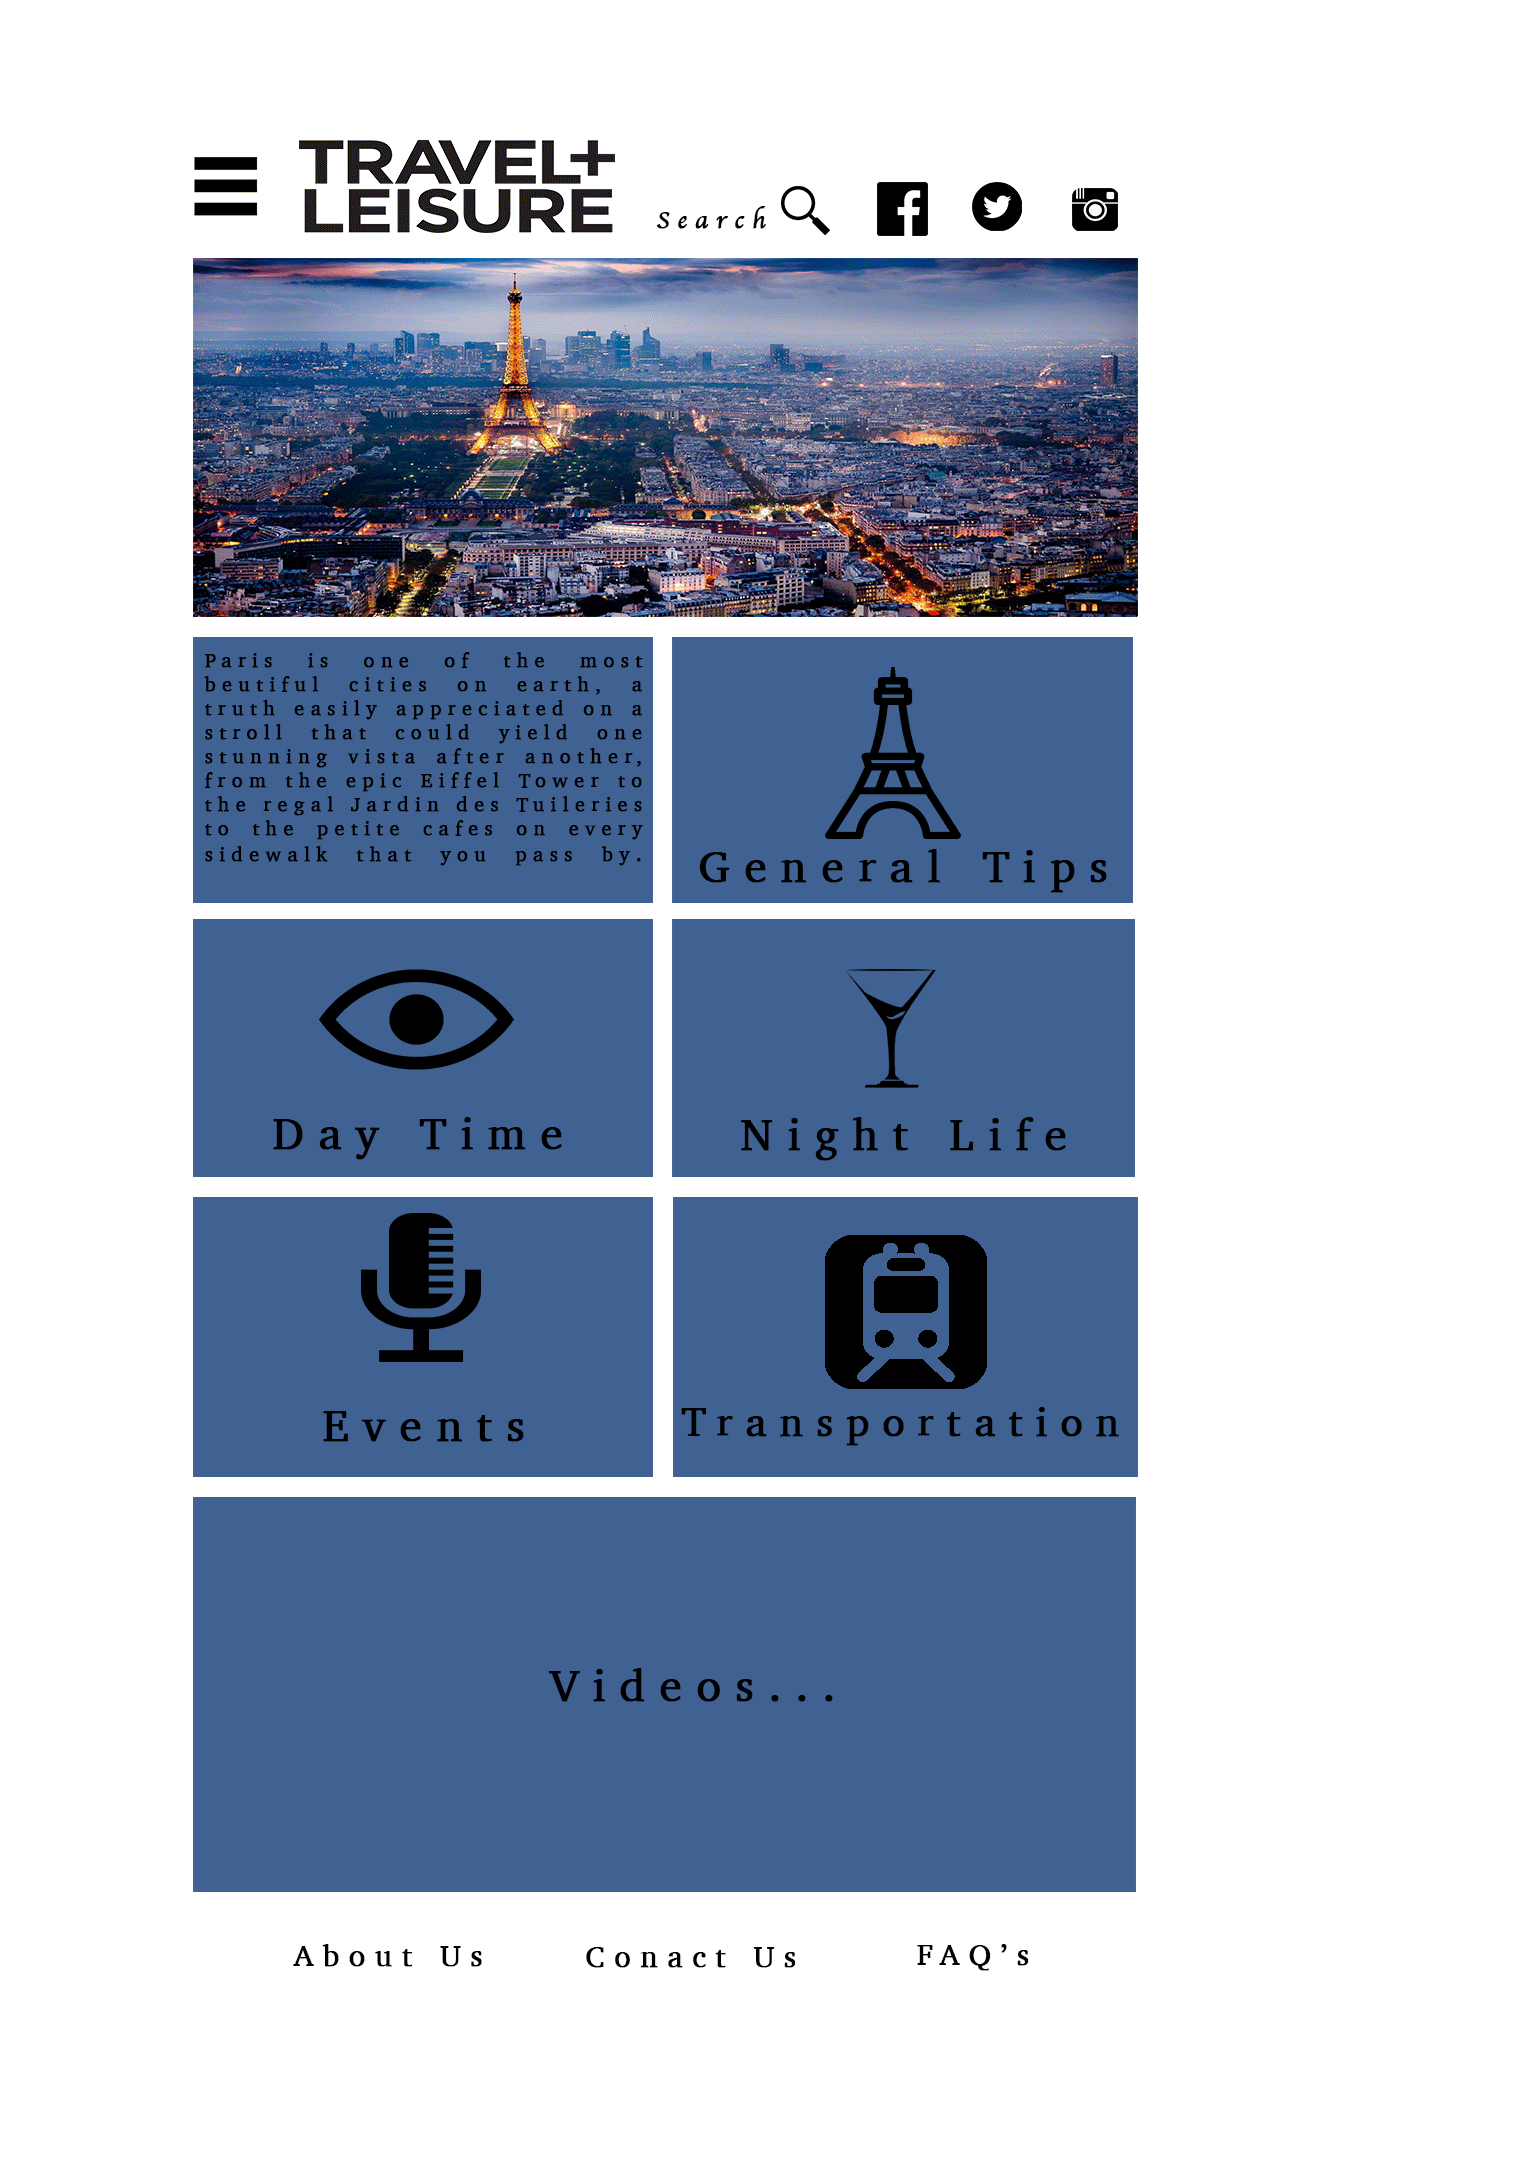 TRAVEL+
LEISURE
Search
Paris is one of the most
beutiful cities on earth, a
truth easily appreciated on a
stroll that could yield one
stunning vista after another,
from the epic Eiffel Tower to
the regal Jardin des Tuileries
to the petite cafes on every
sidewalk that you pass by.
General Tips
Day Time
Night Life
Events
Transportation
Videos...
About Us
Conact Us
FAQ’s